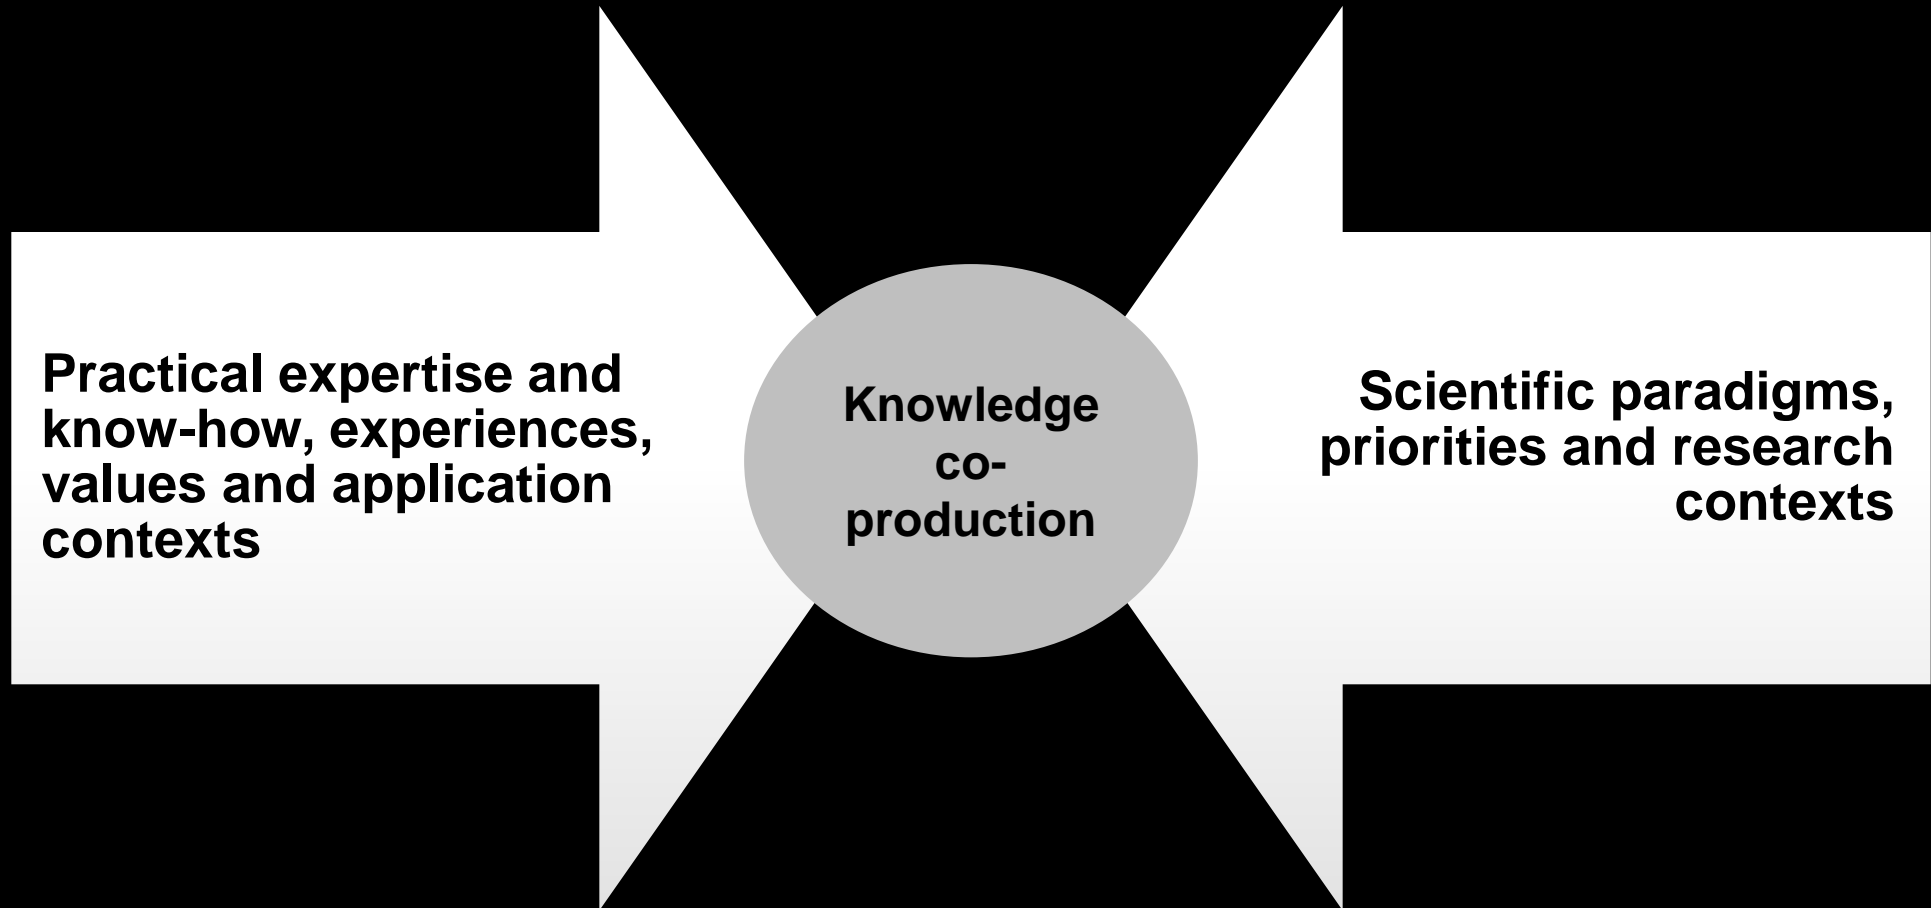 Practical expertise and
know-how, experiences,
values and application
contexts
Knowledge
co-
production
Scientific paradigms,
priorities and research
contexts